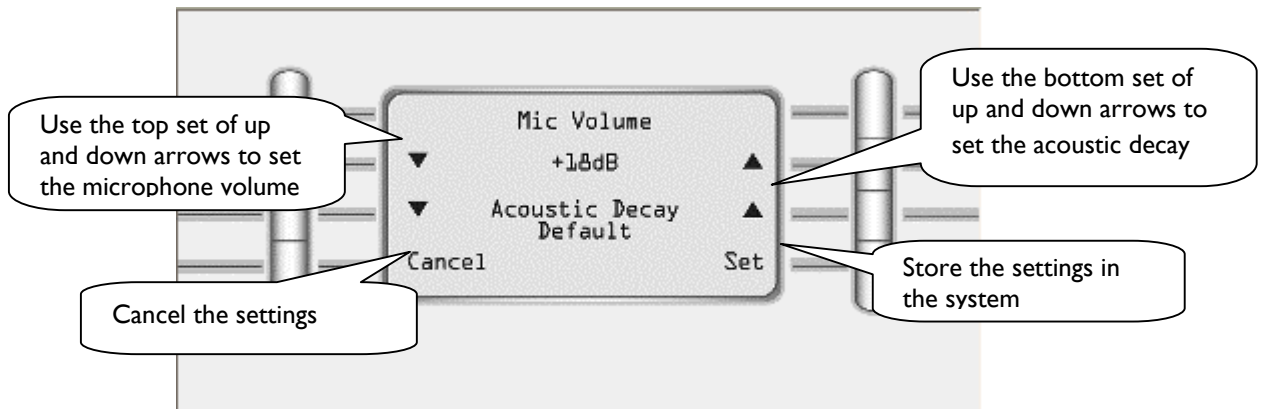 Use the top set of up
and down arrows to set
the microphone volume
Mic Volume
▼ +18dB ▲
▼ Acoustic Decay ▲
Default
Cancel Set
Use the bottom set of
up and down arrows to
set the acoustic decay
Store the settings in
the system
Cancel the settings